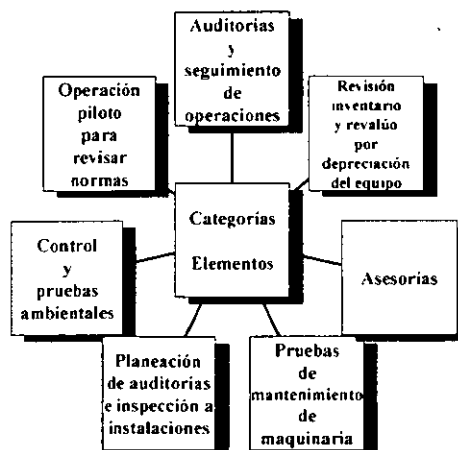 Auditorias
y
seguimiento
de
operaciones
Operación
piloto
para
revisar
normas
Revisión
inventario
y revalúo
por
depreciación
del equipo
Categorías
Elementos
Control
y
pruebas
ambientales
Asesorías
Planeación
de auditorias
e inspección a
instalaciones
Pruebas
de
mantenimiento
de
maquinaria